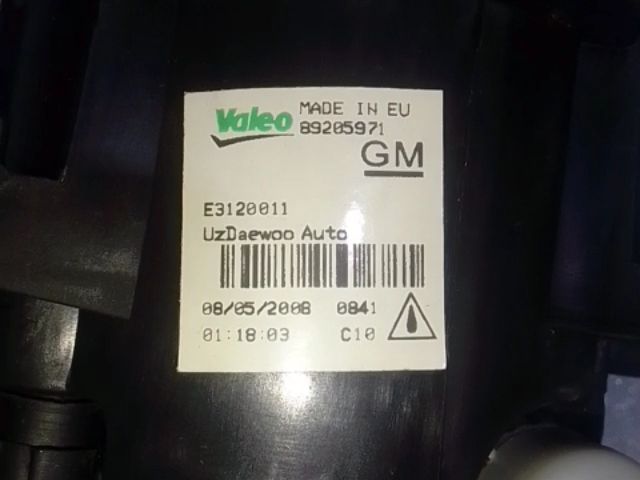 Valeo MADE IN EU
89205971
GM
E3120011
UzDaewoo Auto
08/05/2008 0841
01:18:03 C10